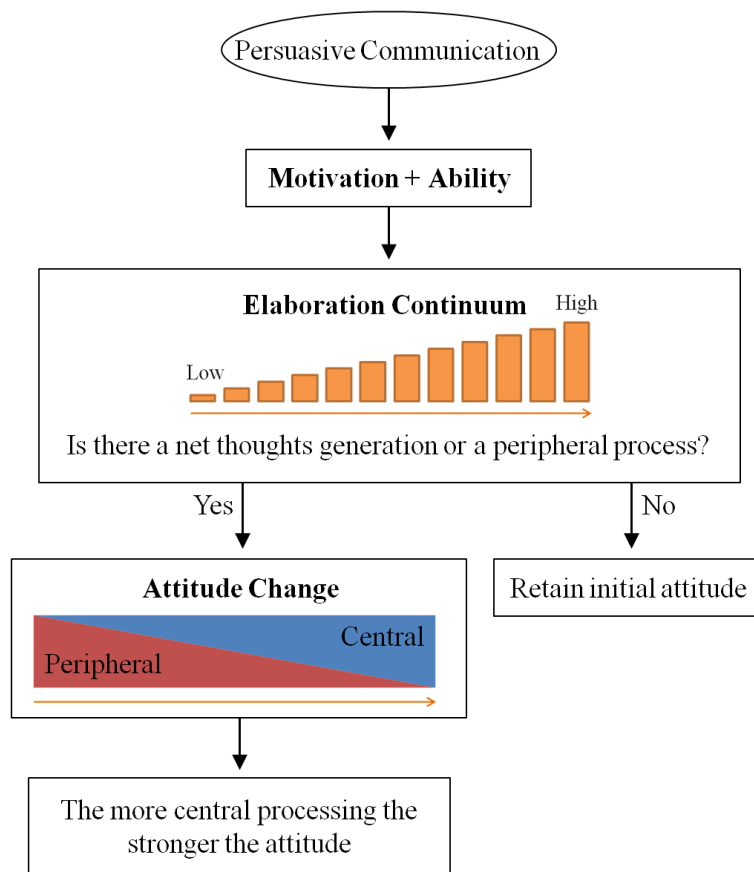 Persuasive Communication
Motivation + Ability
Elaboration Continuum
High
Low
Is there a net thoughts generation or a peripheral process?
Yes
No
Attitude Change
Central
Peripheral
Retain initial attitude
The more central processing the
stronger the attitude